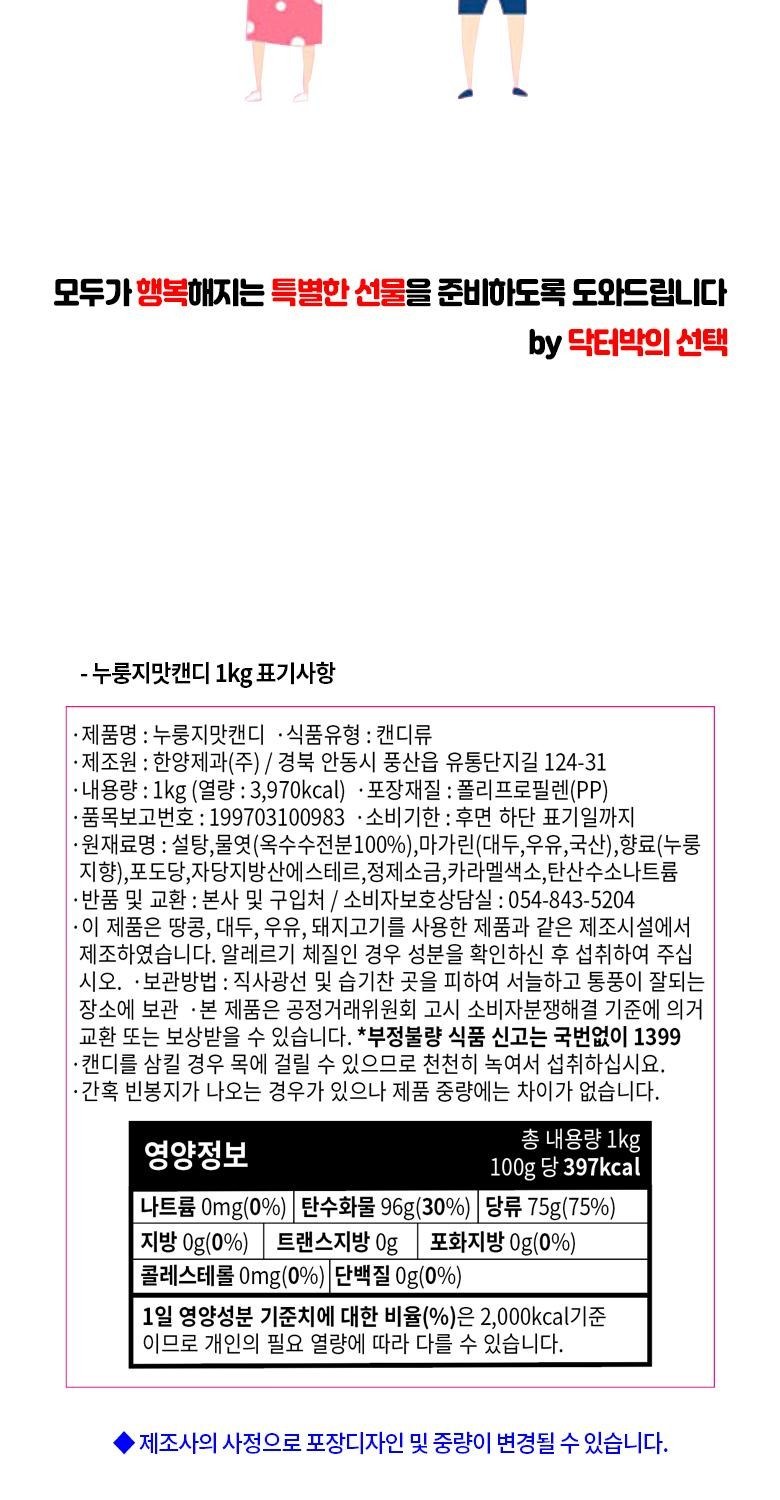 모두가 행복해지는 특별한 선물을 준비하도록 도와드립니다
by 닥터박의 선택
- 누룽지맛캔디 1kg 표기사항
·제품명 : 누룽지맛캔디 ·식품유형 : 캔디류
·제조원 : 한양제과(주) / 경북 안동시 풍산읍 유통단지길 124-31
·내용량 : 1kg (열량 : 3,970kcal) ·포장재질 : 폴리프로필렌(PP)
·품목보고번호 : 199703100983 ·소비기한 : 후면 하단 표기일까지
·원재료명 : 설탕,물엿(옥수수전분100%),마가린(대두,우유,국산),향료(누룽
지향),포도당,자당지방산에스테르,정제소금,카라멜색소,탄산수소나트륨
·반품 및 교환 : 본사 및 구입처 / 소비자보호상담실 : 054-843-5204
·이 제품은 땅콩, 대두, 우유, 돼지고기를 사용한 제품과 같은 제조시설에서
제조하였습니다. 알레르기 체질인 경우 성분을 확인하신 후 섭취하여 주십
시오. ·보관방법 : 직사광선 및 습기찬 곳을 피하여 서늘하고 통풍이 잘되는
장소에 보관 ·본 제품은 공정거래위원회 고시 소비자분쟁해결 기준에 의거
교환 또는 보상받을 수 있습니다. *부정불량 식품 신고는 국번없이 1399
·캔디를 삼킬 경우 목에 걸릴 수 있으므로 천천히 녹여서 섭취하십시요.
·간혹 빈봉지가 나오는 경우가 있으나 제품 중량에는 차이가 없습니다.
영양정보
총 내용량 1kg
100g 당 397kcal
나트륨 0mg(0%) 탄수화물 96g(30%) 당류 75g(75%)
지방 0g(0%) 트랜스지방 0g 포화지방 0g(0%)
콜레스테롤 0mg(0%) 단백질 0g(0%)
1일 영양성분 기준치에 대한 비율(%)은 2,000kcal기준
이므로 개인의 필요 열량에 따라 다를 수 있습니다.
◆ 제조사의 사정으로 포장디자인 및 중량이 변경될 수 있습니다.